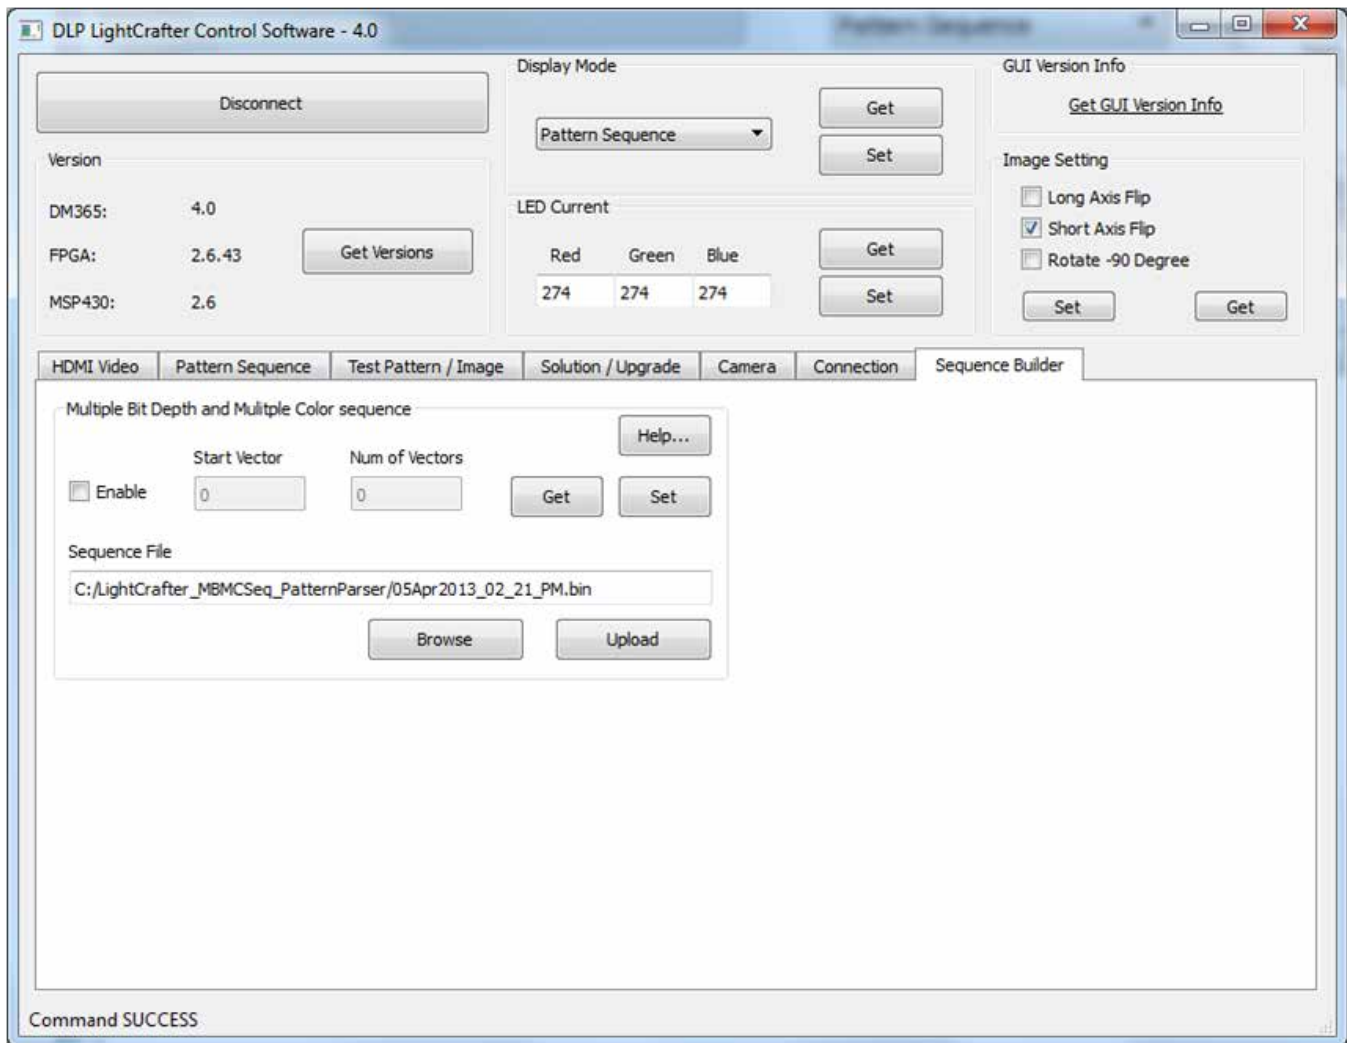 DLP LightCrafter Control Software - 4.0
Pattern Sequence
Disconnect
Version
DM365: 4.0
FPGA: 2.6.43
Get Versions
MSP430: 2.6
Display Mode
Pattern Sequence
Get
Set
LED Current
Red Green Blue
274 274 274
Get
Set
GUI Version Info
Get GUI Version Info
Image Setting
Long Axis Flip
Short Axis Flip
Rotate -90 Degree
Set Get
HDMI Video Pattern Sequence Test Pattern / Image Solution / Upgrade Camera Connection Sequence Builder
Multiple Bit Depth and Mulitple Color sequence
Help...
Start Vector Num of Vectors
Enable 0 0 Get Set
Sequence File
C:/LightCrafter_MBMCSeq_PatternParser/05Apr2013_02_21_PM.bin
Browse Upload
Command SUCCESS